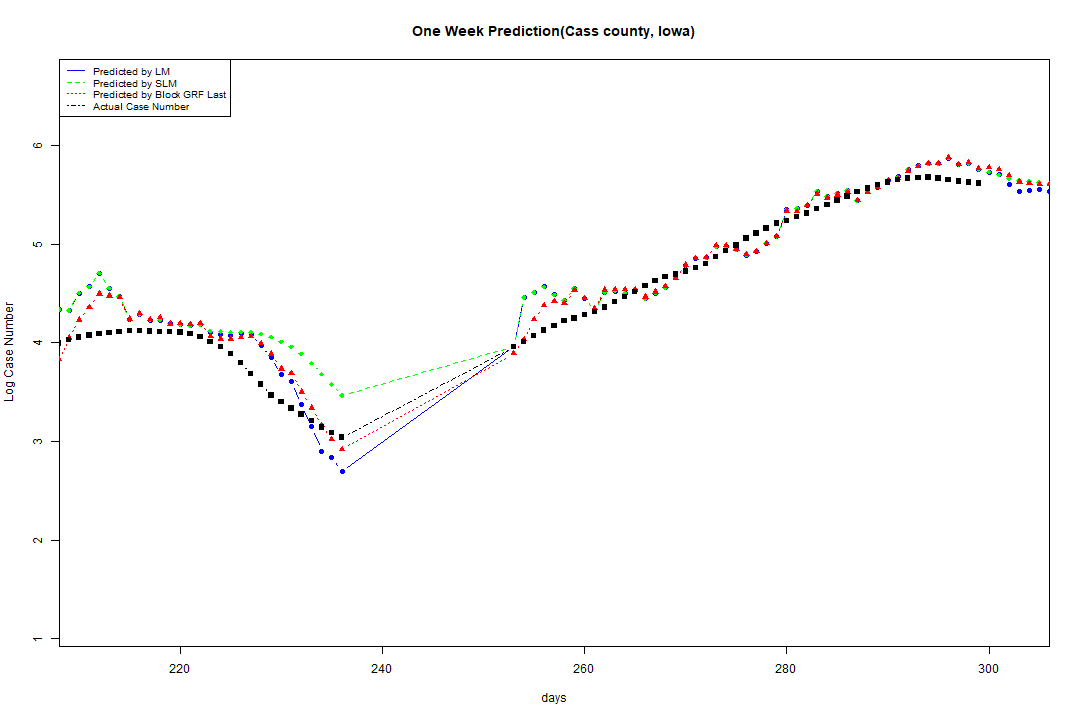 One Week Prediction(Cass county, Iowa)
Predicted by LM
Predicted by SLM
Predicted by Block GRF Last
Actual Case Number
Log Case Number
6
5
4
3
2
1
220 240 260 280 300
days